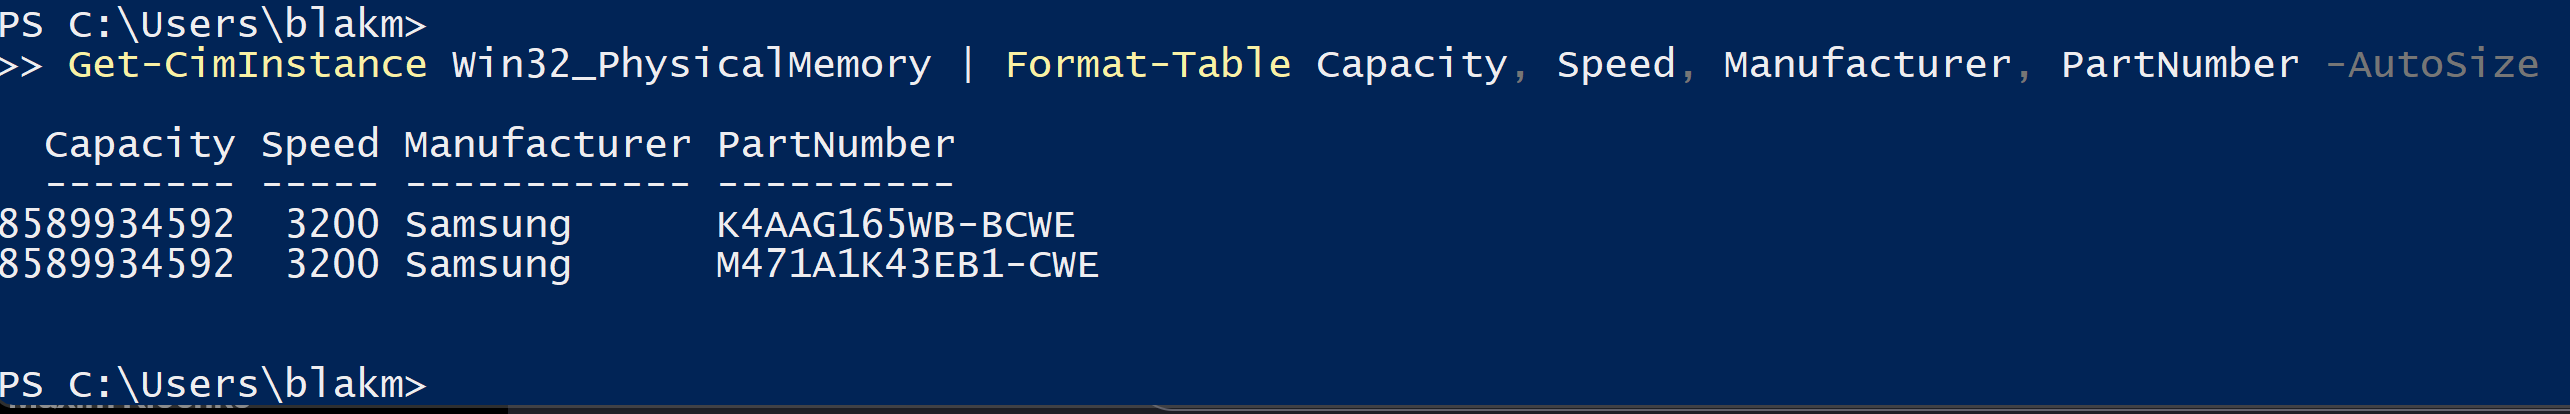 PS C:\Users\blakm>
>> Get-CimInstance Win32_PhysicalMemory | Format-Table Capacity, Speed, Manufacturer, PartNumber -AutoSize
Capacity Speed Manufacturer PartNumber
-------- ----- ------------ ----------
8589934592 3200 Samsung K4AAG165WB-BCWE
8589934592 3200 Samsung M471A1K43EB1-CWE
PS C:\Users\blakm>